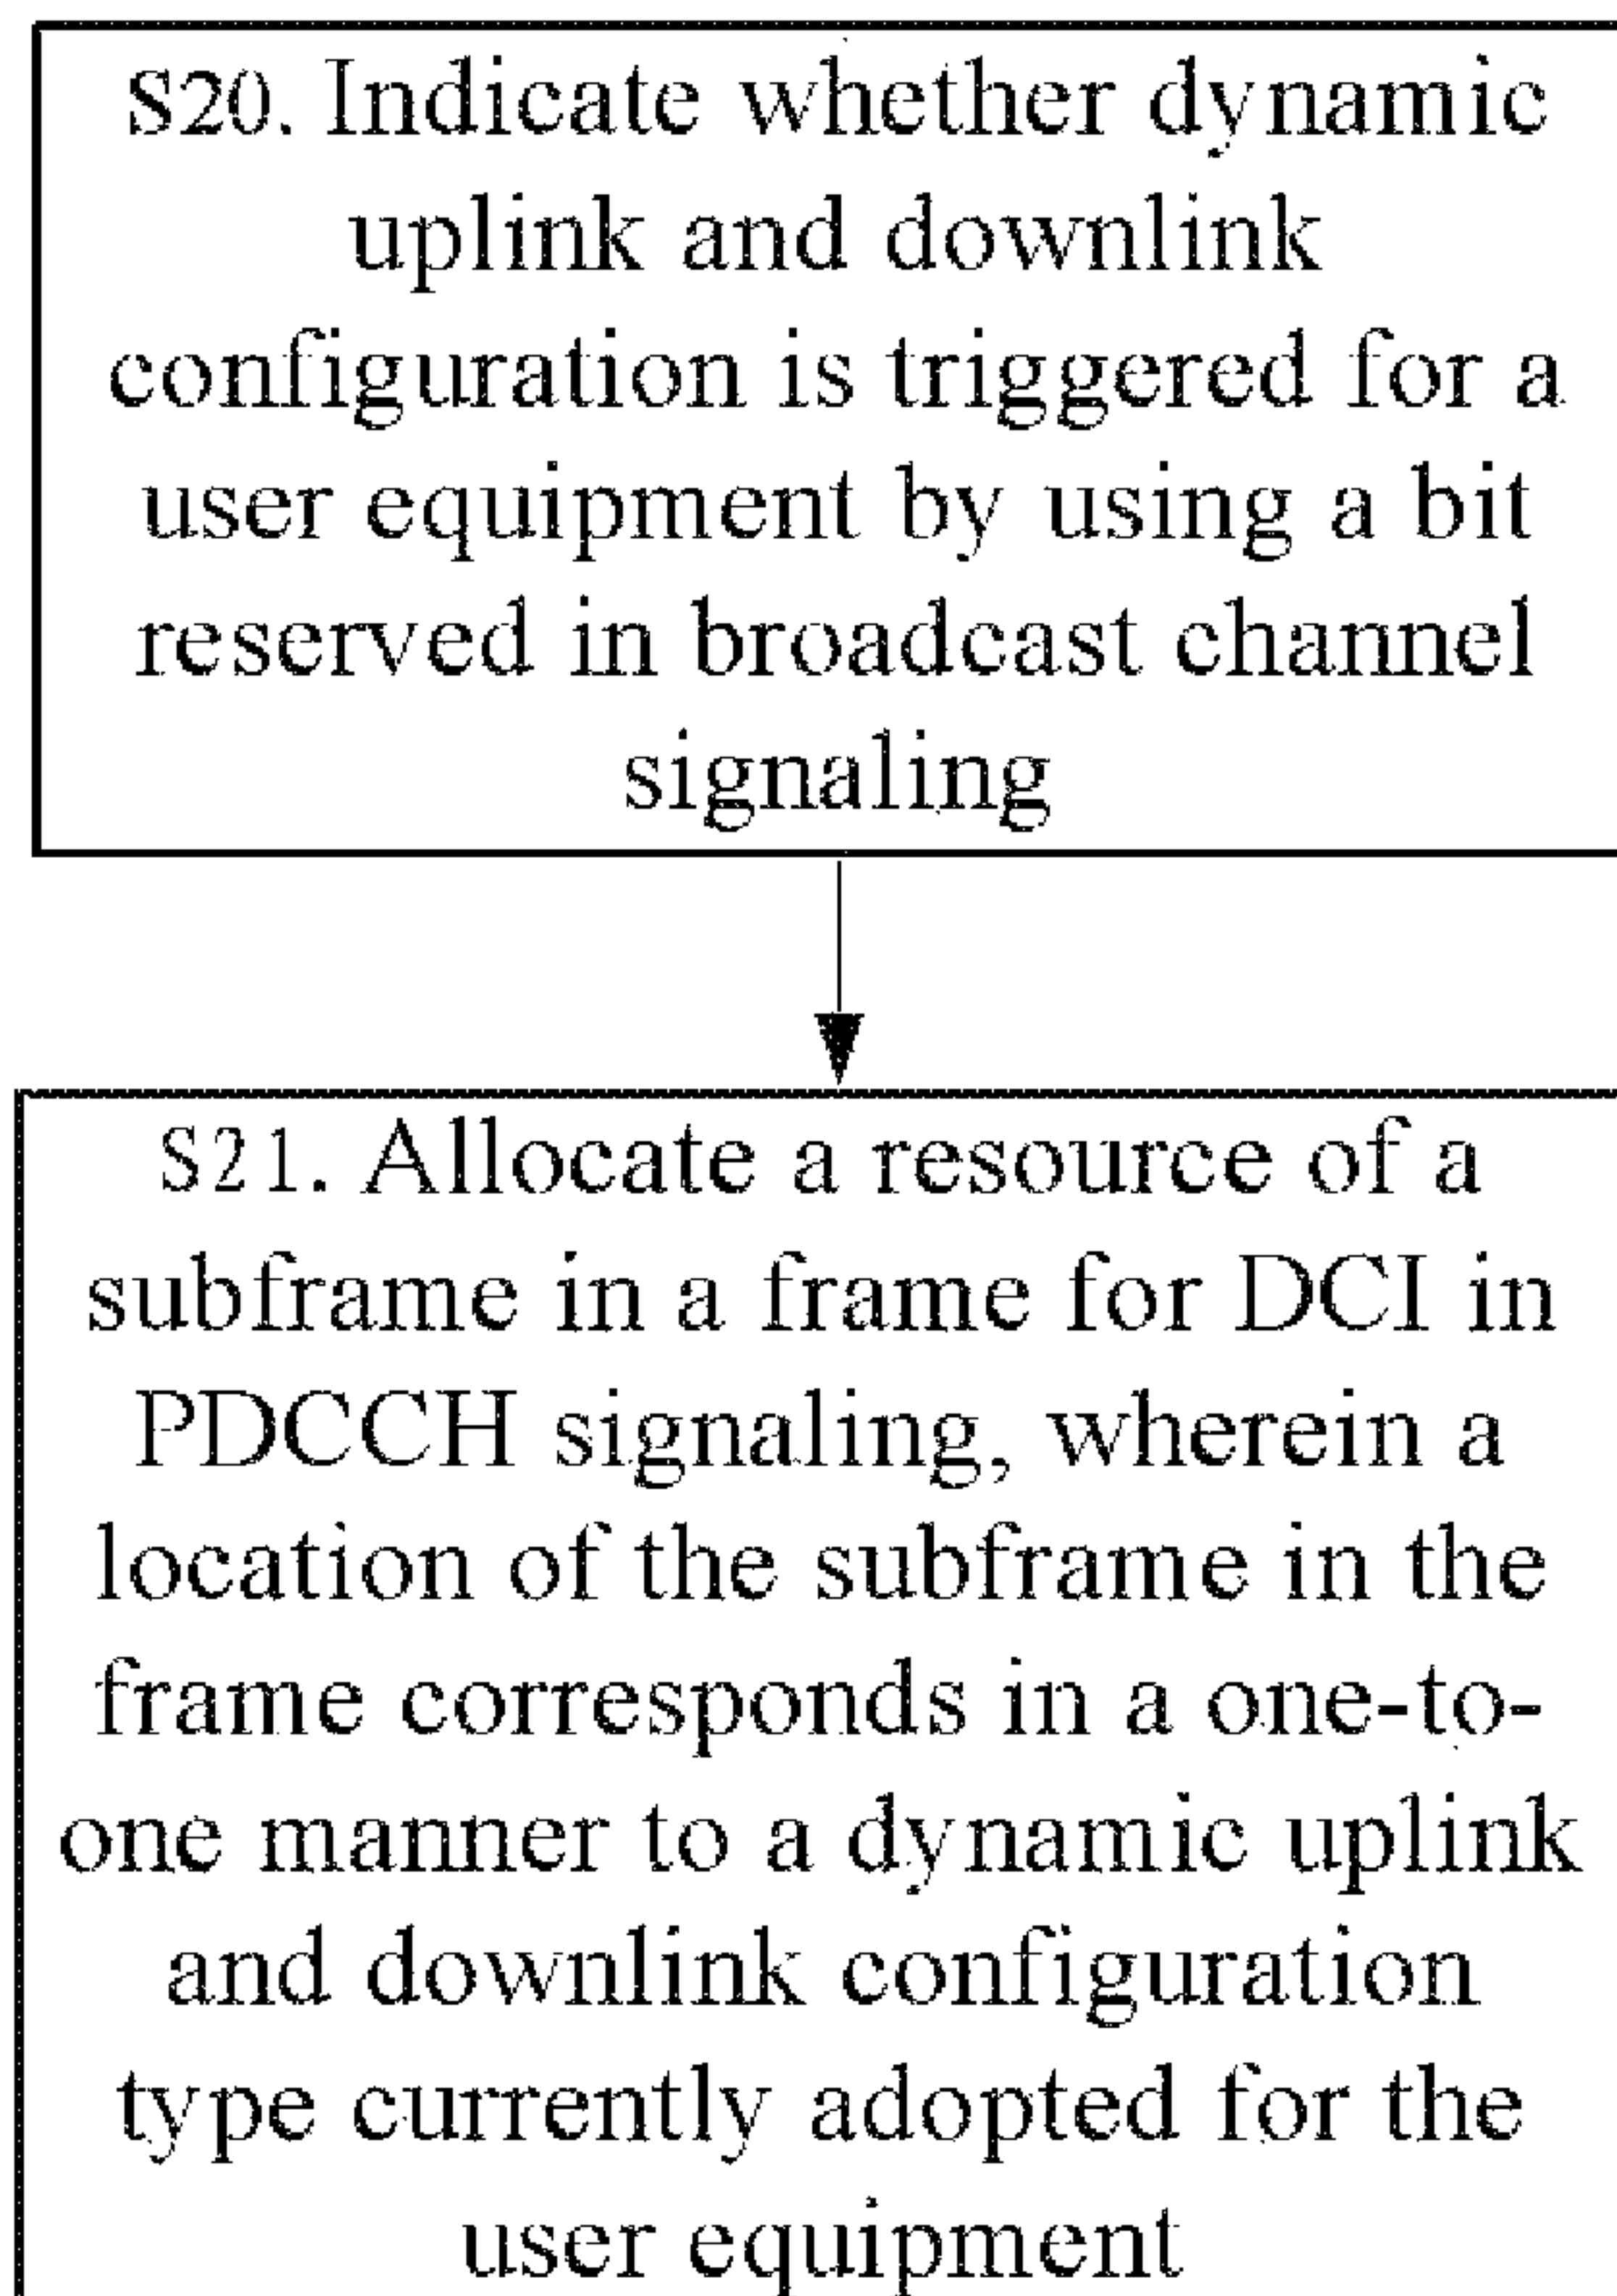 S20. Indicate whether dynamic
uplink and downlink
configuration is triggered for a
user equipment by using a bit
reserved in broadcast channel
signaling
S21. Allocate a resource of a
subframe in a frame for DCI in
PDCCH signaling, wherein a
location of the subframe in the
frame corresponds in a one-to-
one manner to a dynamic uplink
and downlink configuration
type currently adopted for the
user equipment